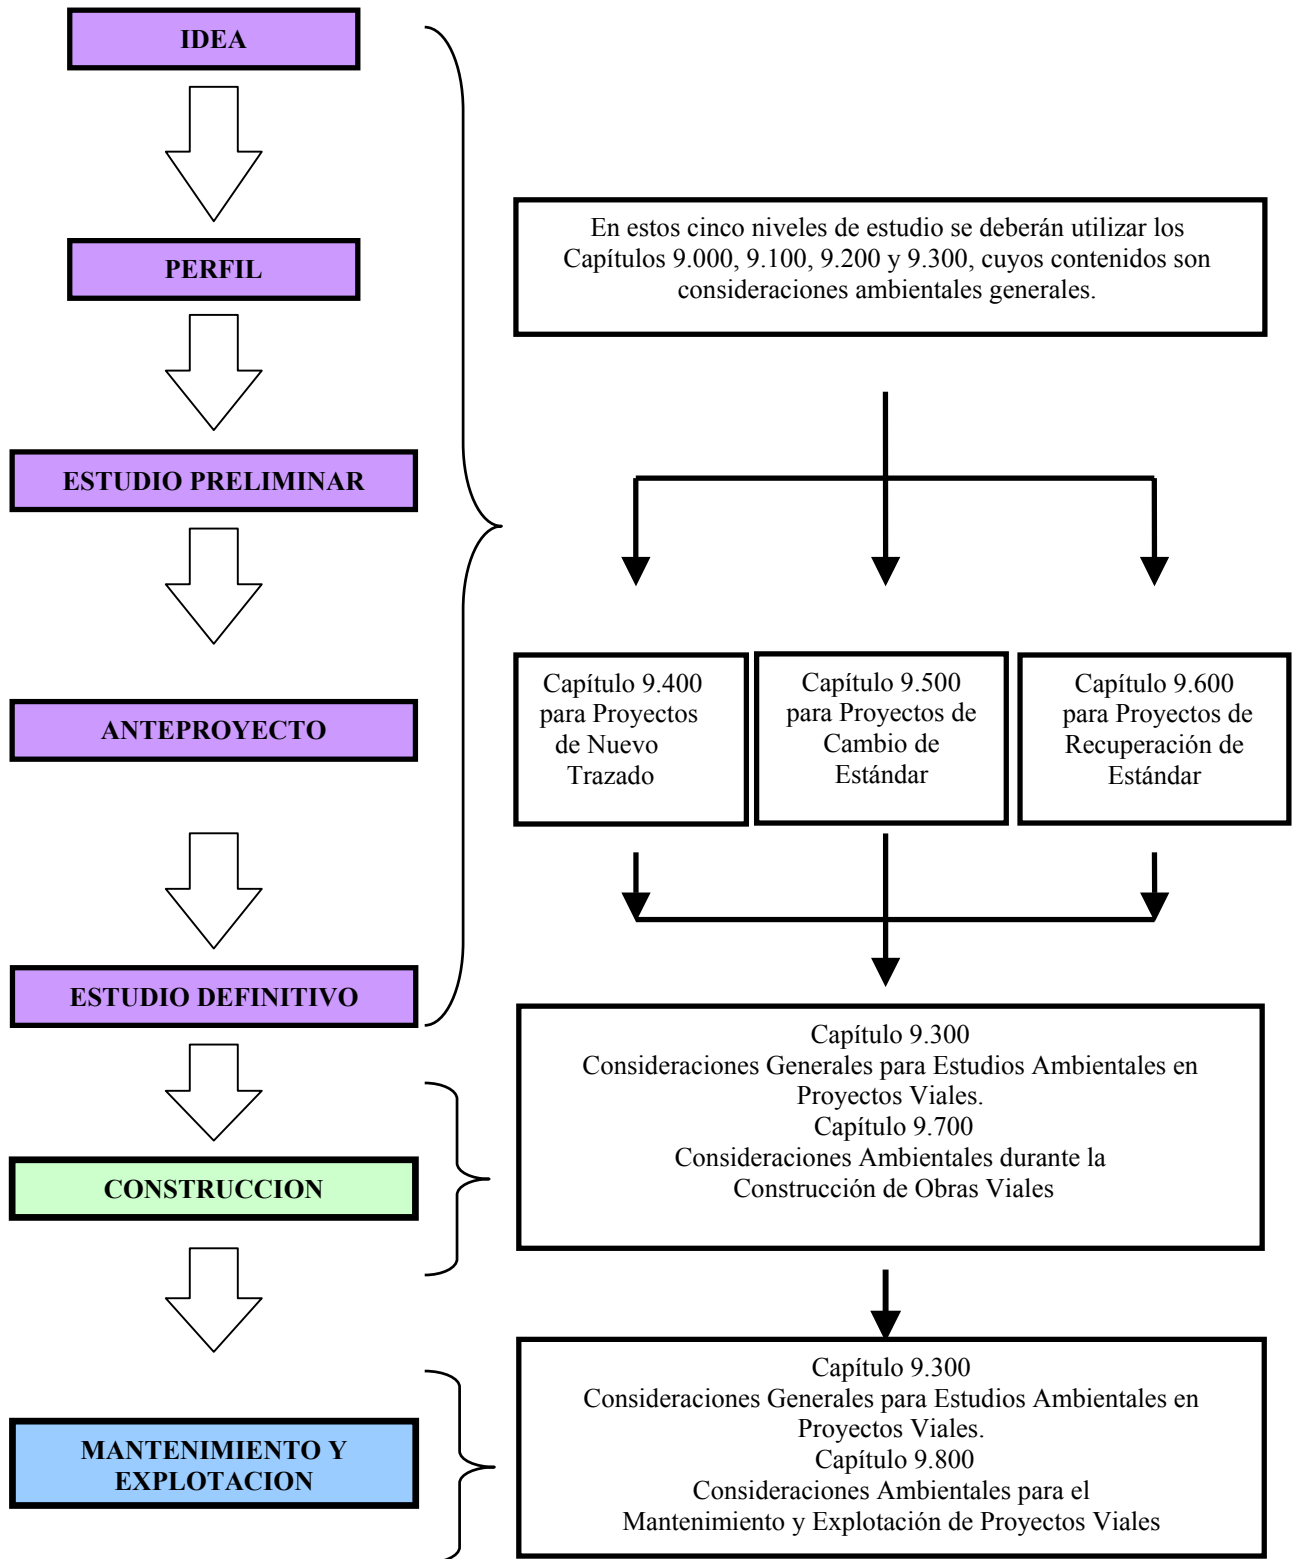 IDEA
PERFIL
ESTUDIO PRELIMINAR
ANTEPROYECTO
ESTUDIO DEFINITIVO
CONSTRUCCION
MANTENIMIENTO Y
EXPLOTACION
En estos cinco niveles de estudio se deberán utilizar los
Capítulos 9.000, 9.100, 9.200 y 9.300, cuyos contenidos son
consideraciones ambientales generales.
Capítulo 9.400
para Proyectos
de Nuevo
Trazado
Capítulo 9.500
para Proyectos de
Cambio de
Estándar
Capítulo 9.600
para Proyectos de
Recuperación de
Estándar
Capítulo 9.300
Consideraciones Generales para Estudios Ambientales en
Proyectos Viales.
Capítulo 9.700
Consideraciones Ambientales durante la
Construcción de Obras Viales
Capítulo 9.300
Consideraciones Generales para Estudios Ambientales en
Proyectos Viales.
Capítulo 9.800
Consideraciones Ambientales para el
Mantenimiento y Explotación de Proyectos Viales